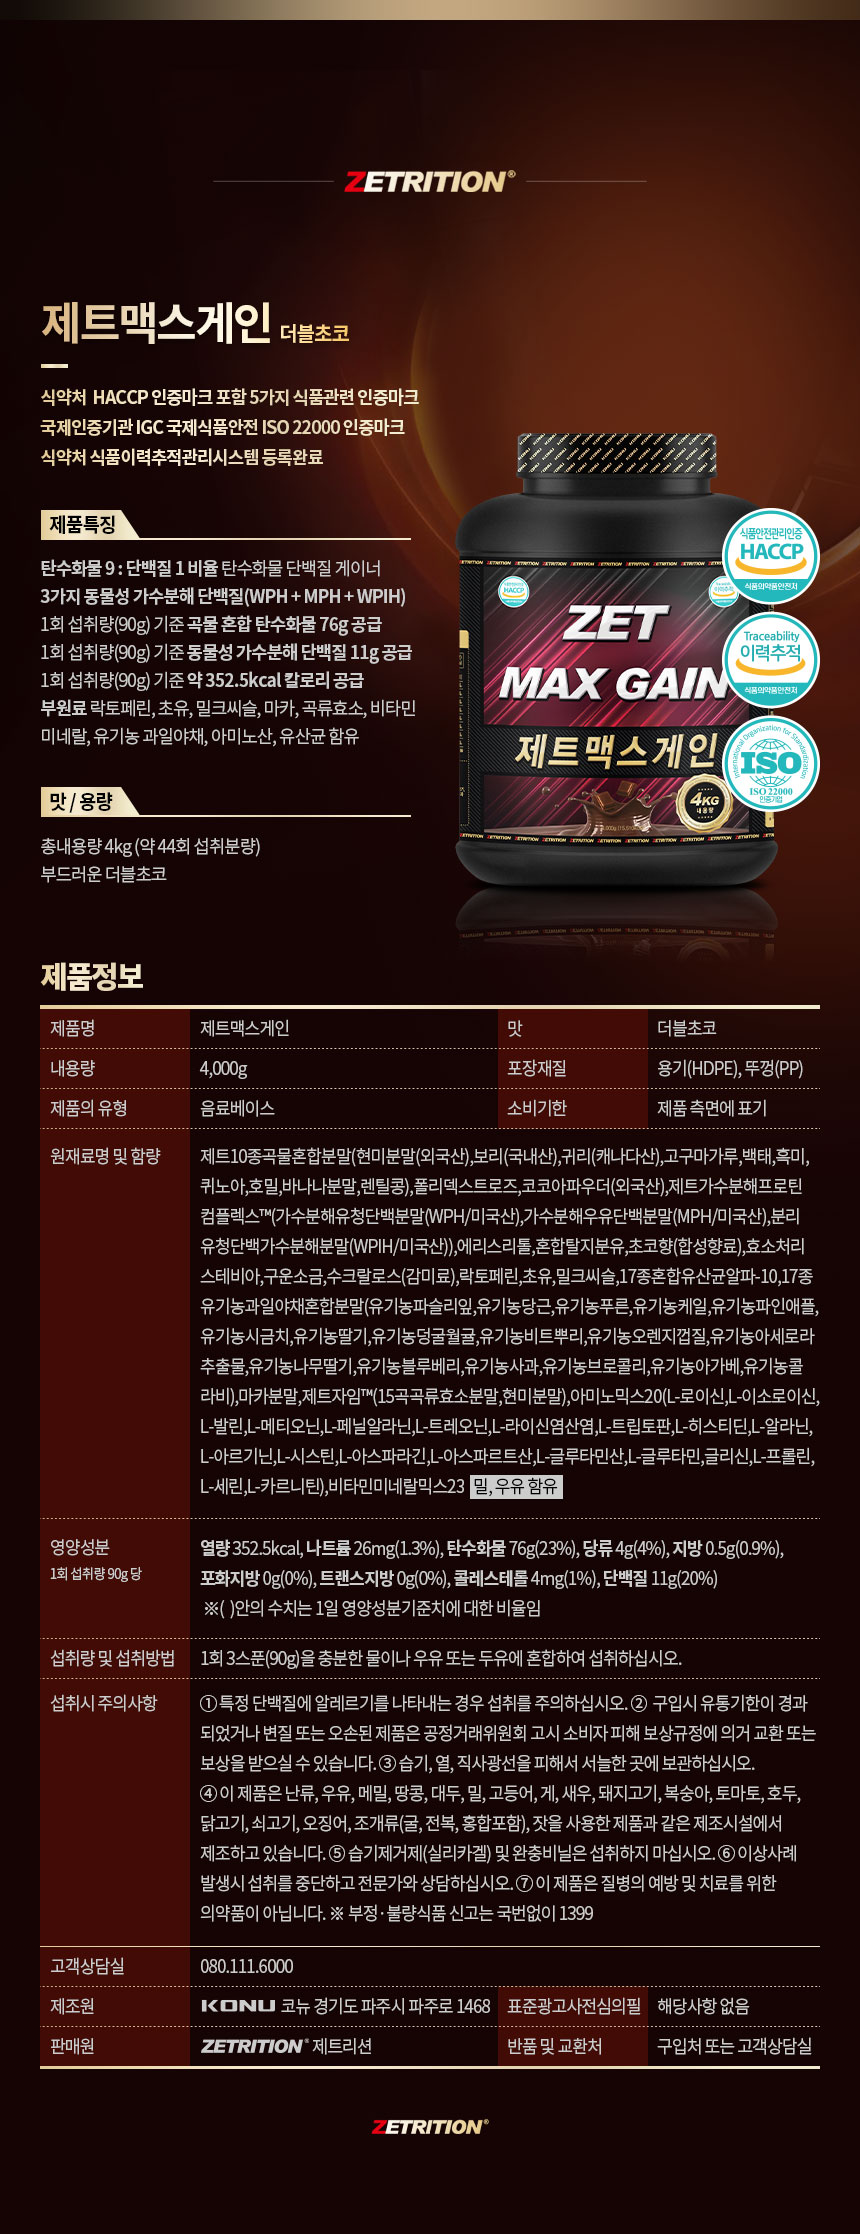 ZETRITION®
제트맥스게인 더블초코
식약처 HACCP 인증마크 포함 5가지 식품관련 인증마크
국제인증기관 IGC 국제식품안전 ISO 22000 인증마크
식약처 식품이력추적관리시스템 등록완료
제품특징
탄수화물 9 : 단백질 1 비율 탄수화물 단백질 게이너
3가지 동물성 가수분해 단백질(WPH + MPH + WPIH)
1회 섭취량(90g) 기준 곡물 혼합 탄수화물 76g 공급
1회 섭취량(90g) 기준 동물성 가수분해 단백질 11g 공급
1회 섭취량(90g) 기준 약 352.5kcal 칼로리 공급
부원료 락토페린, 초유, 밀크씨슬, 마카, 곡류효소, 비타민
미네랄, 유기농 과일야채, 아미노산, 유산균 함유
맛 / 용량
총내용량 4kg (약 44회 섭취분량)
부드러운 더블초코
ZET
MAX GAIN
제트맥스게인
4KG
내용량
식품안전관리인증
HACCP
식품의약품안전처
Traceability
이력추적
식품의약품안전처
International Organization for Standardization
ISO
ISO 22000
인증기업
제품정보
제품명 제트맥스게인 맛 더블초코
내용량 4,000g 포장재질 용기(HDPE), 뚜껑(PP)
제품의 유형 음료베이스 소비기한 제품 측면에 표기
원재료명 및 함량 제트10종곡물혼합분말(현미분말(외국산),보리(국내산),귀리(캐나다산),고구마가루,백태,흑미,
퀴노아,호밀,바나나분말,렌틸콩),폴리덱스트로즈,코코아파우더(외국산),제트가수분해프로틴
컴플렉스™(가수분해유청단백분말(WPH/미국산),가수분해우유단백분말(MPH/미국산),분리
유청단백가수분해분말(WPIH/미국산)),에리스리톨,혼합탈지분유,초코향(합성향료),효소처리
스테비아,구운소금,수크랄로스(감미료),락토페린,초유,밀크씨슬,17종혼합유산균알파-10,17종
유기농과일야채혼합분말(유기농파슬리잎,유기농당근,유기농푸른,유기농케일,유기농파인애플,
유기농시금치,유기농딸기,유기농덩굴월귤,유기농비트뿌리,유기농오렌지껍질,유기농아세로라
추출물,유기농나무딸기,유기농블루베리,유기농사과,유기농브로콜리,유기농아가베,유기농콜
라비),마카분말,제트자임™(15곡곡류효소분말,현미분말),아미노믹스20(L-로이신,L-이소로이신,
L-발린,L-메티오닌,L-페닐알라닌,L-트레오닌,L-라이신염산염,L-트립토판,L-히스티딘,L-알라닌,
L-아르기닌,L-시스틴,L-아스파라긴,L-아스파르트산,L-글루타민산,L-글루타민,글리신,L-프롤린,
L-세린,L-카르니틴),비타민미네랄믹스23 밀, 우유 함유
영양성분 열량 352.5kcal, 나트륨 26mg(1.3%), 탄수화물 76g(23%), 당류 4g(4%), 지방 0.5g(0.9%),
1회 섭취량 90g 당 포화지방 0g(0%), 트랜스지방 0g(0%), 콜레스테롤 4mg(1%), 단백질 11g(20%)
※( )안의 수치는 1일 영양성분기준치에 대한 비율임
섭취량 및 섭취방법 1회 3스푼(90g)을 충분한 물이나 우유 또는 두유에 혼합하여 섭취하십시오.
섭취시 주의사항 ① 특정 단백질에 알레르기를 나타내는 경우 섭취를 주의하십시오. ② 구입시 유통기한이 경과
되었거나 변질 또는 오손된 제품은 공정거래위원회 고시 소비자 피해 보상규정에 의거 교환 또는
보상을 받으실 수 있습니다. ③ 습기, 열, 직사광선을 피해서 서늘한 곳에 보관하십시오.
④ 이 제품은 난류, 우유, 메밀, 땅콩, 대두, 밀, 고등어, 게, 새우, 돼지고기, 복숭아, 토마토, 호두,
닭고기, 쇠고기, 오징어, 조개류(굴, 전복, 홍합포함), 잣을 사용한 제품과 같은 제조시설에서
제조하고 있습니다. ⑤ 습기제거제(실리카겔) 및 완충비닐은 섭취하지 마십시오. ⑥ 이상사례
발생시 섭취를 중단하고 전문가와 상담하십시오. ⑦ 이 제품은 질병의 예방 및 치료를 위한
의약품이 아닙니다. ※ 부정·불량식품 신고는 국번없이 1399
고객상담실 080.111.6000
제조원 KONU 코뉴 경기도 파주시 파주로 1468 표준광고사전심의필 해당사항 없음
판매원 ZETRITION® 제트리션 반품 및 교환처 구입처 또는 고객상담실
ZETRITION®